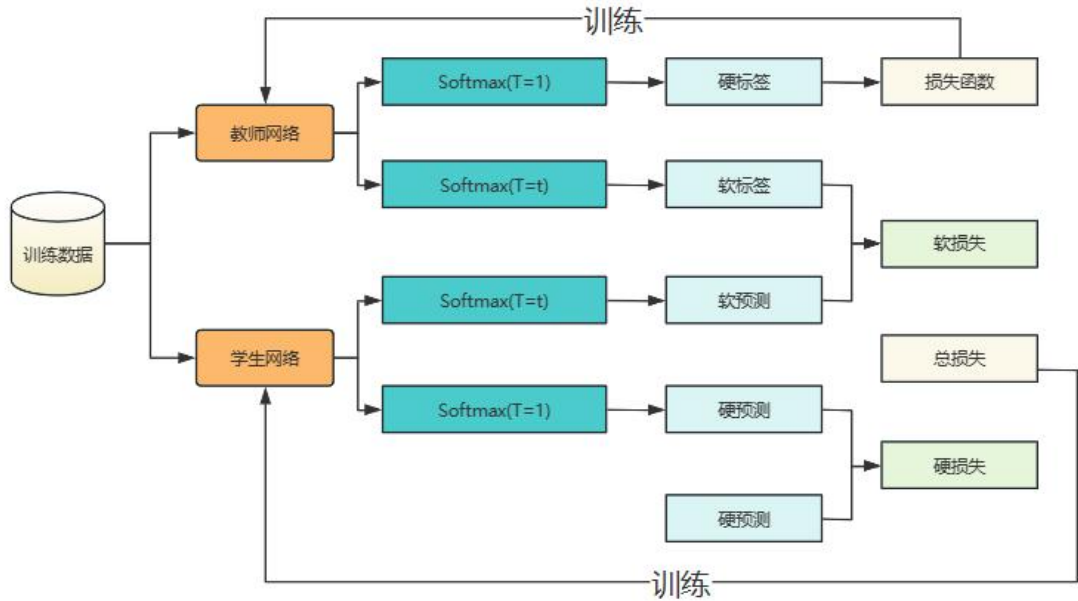 训练
Softmax(T=1)
硬标签
损失函数
教师网络
Softmax(T=t)
软标签
软损失
训练数据
Softmax(T=t)
软预测
学生网络
总损失
Softmax(T=1)
硬预测
硬损失
硬预测
训练